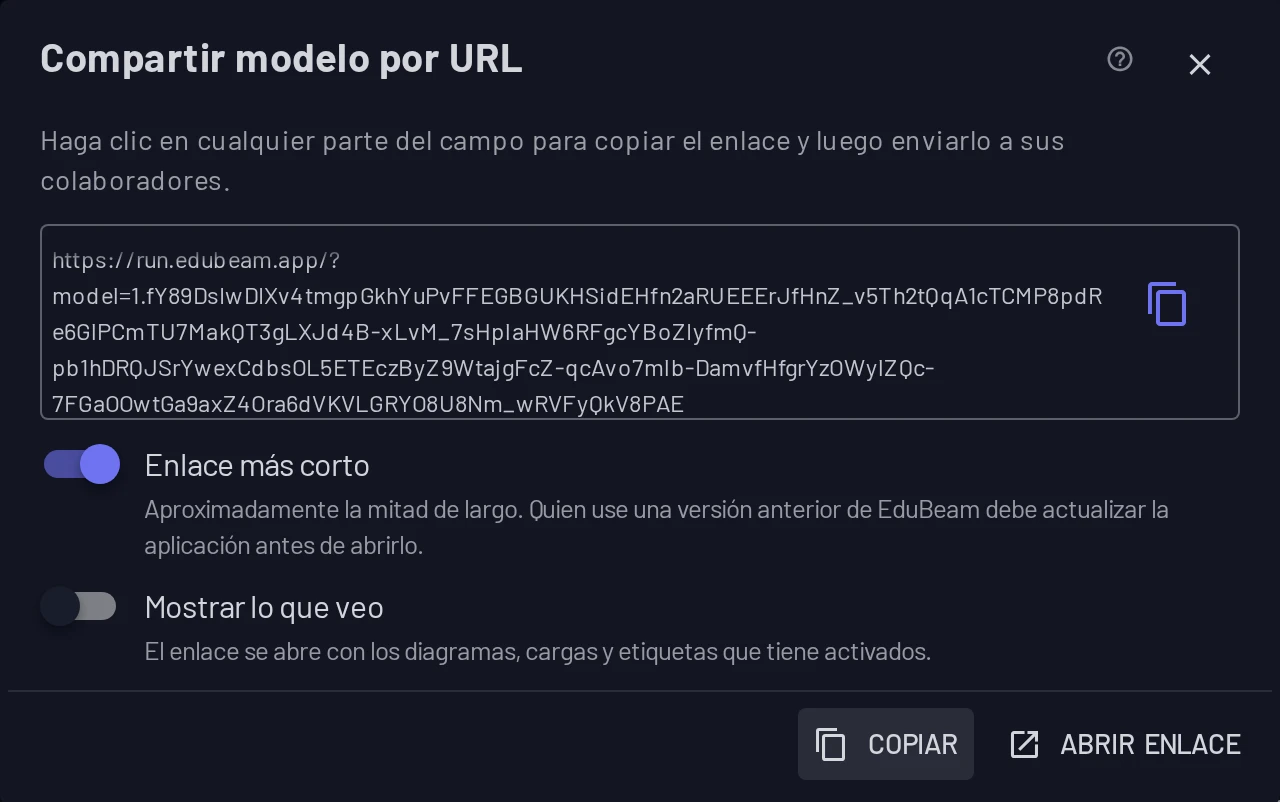 Compartir modelo por URL
Haga clic en cualquier parte del campo para copiar el enlace y luego enviarlo a sus
colaboradores.
https://run.edubeam.app/?
model=1.fY89DsIwDIXv4tmgpGkhYuPvFFEGBGUKHSidEHfn2aRUEEErJfHnZ_v5Th2tQqA1cTCMP8pdR
e6GIPCmTU7MakQT3gLXJd4B-xLvM_7sHpIaHW6RFgcYBoZIyfmQ-
pb1hDRQJSrYwexCdbsOL5ETEczByZ9WtajgFcZ-qcAvo7mIb-DamvfHfgrYzOWyIZQc-
7FGaOOwtGa9axZ4Ora6dVKVLGRYO8U8Nm_wRVFyQkV8PAE
Enlace más corto
Aproximadamente la mitad de largo. Quien use una versión anterior de EduBeam debe actualizar la
aplicación antes de abrirlo.
Mostrar lo que veo
El enlace se abre con los diagramas, cargas y etiquetas que tiene activados.
COPIAR
ABRIR ENLACE